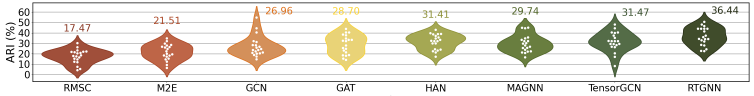 ARI (%)
60
50
40
30
20
10
0
17.47
21.51
26.96
28.70
31.41
29.74
31.47
36.44
RMSC
M2E
GCN
GAT
HAN
MAGNN
TensorGCN
RTGNN